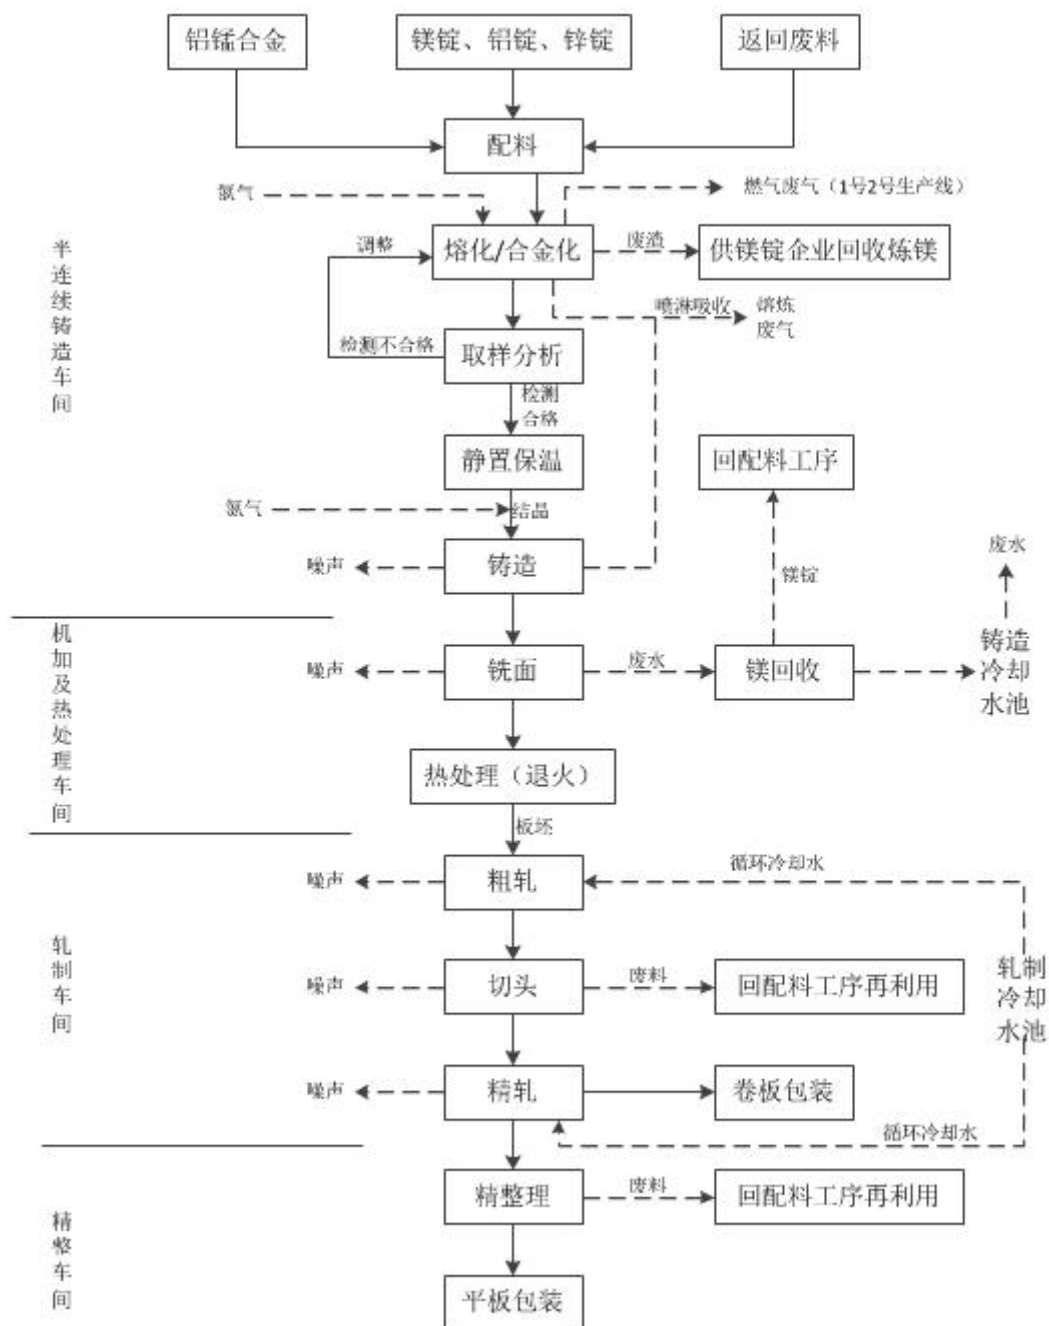 铝锰合金
镁锭、铝锭、锌锭
返回废料
配料
氩气
燃气废气（1号2号生产线）
半连续铸造车间
调整
熔化/合金化
废渣
供镁锭企业回收炼镁
喷淋吸收
熔炼
废气
检测不合格
取样分析
检测
合格
静置保温
回配料工序
氩气
结晶
噪声
铸造
镁锭
废水
机加及热处理车间
噪声
铣面
废水
镁回收
铸造
冷却
水池
热处理（退火）
板坯
噪声
粗轧
循环冷却水
轧制车间
噪声
切头
废料
回配料工序再利用
轧制
冷却
水池
噪声
精轧
卷板包装
循环冷却水
精整车间
精整理
废料
回配料工序再利用
平板包装